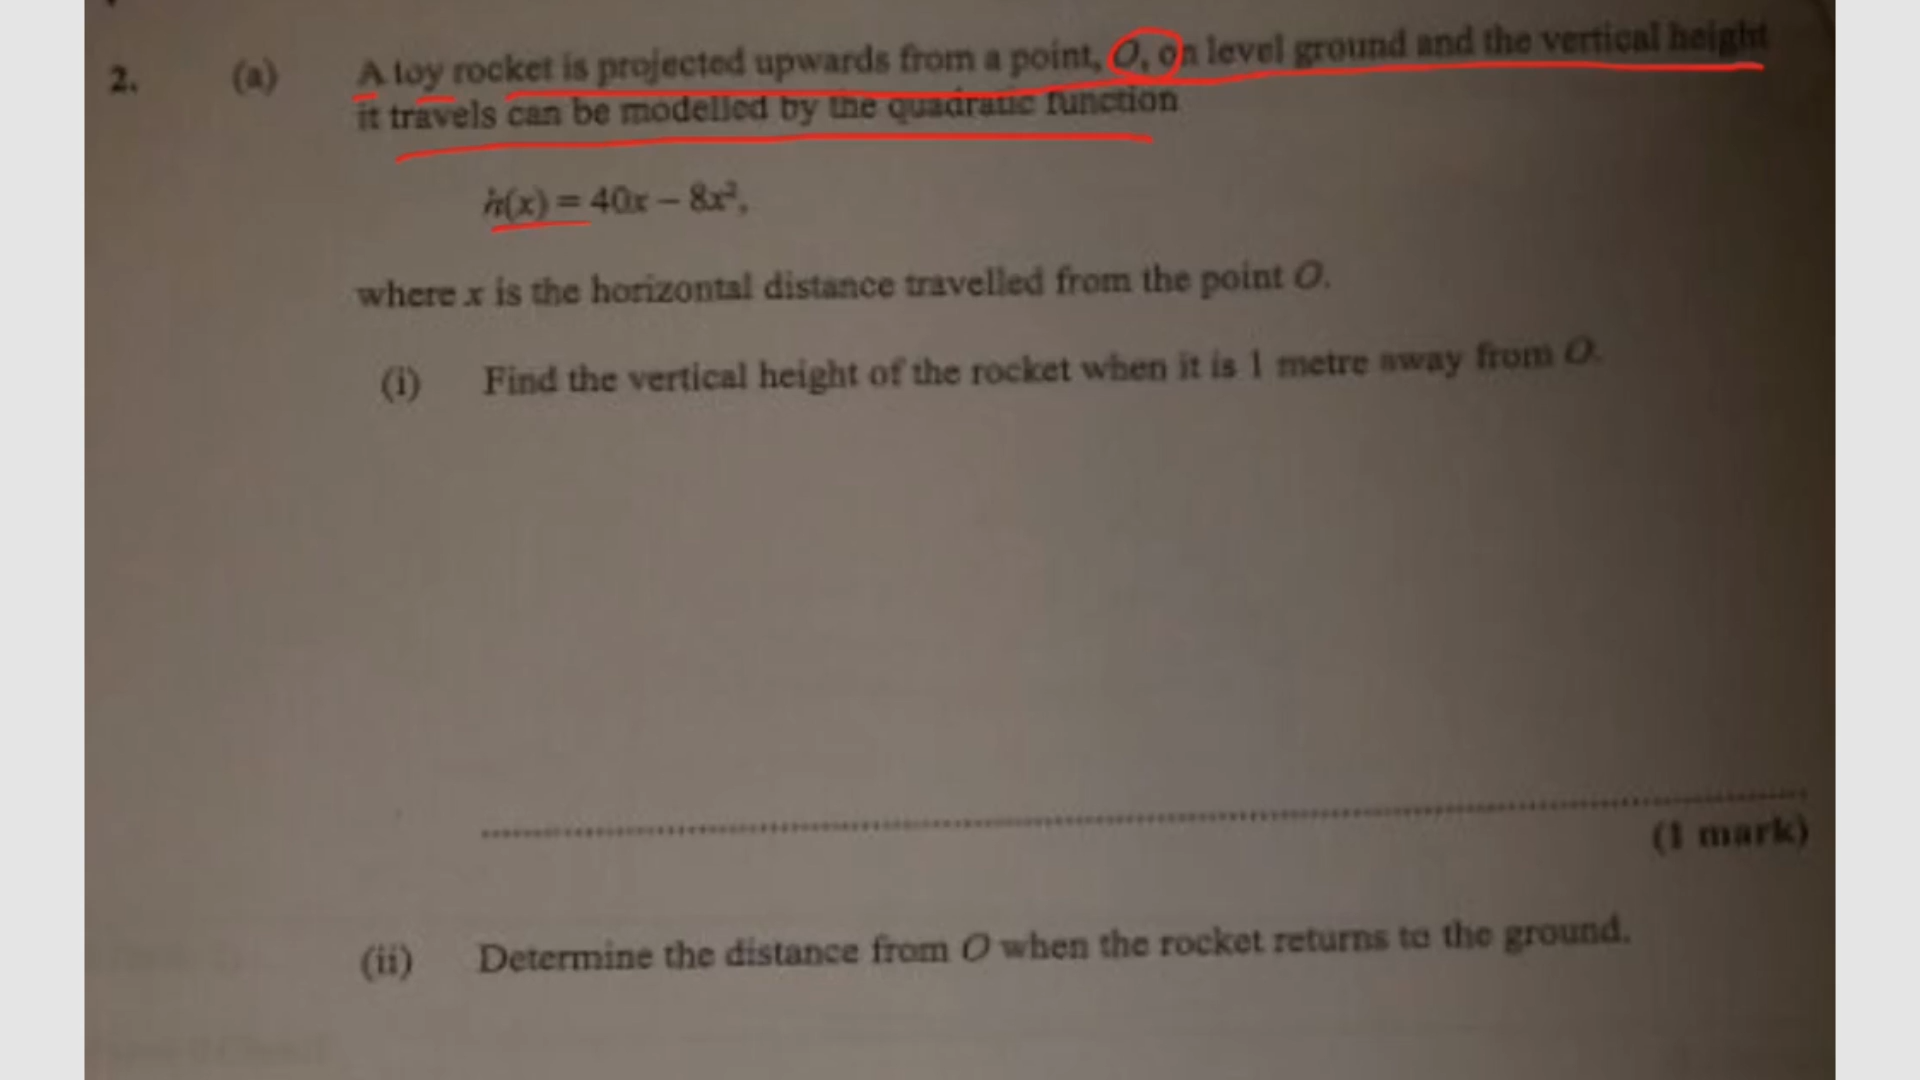 2. (a) A toy rocket is projected upwards from a point, O, on level ground and the vertical height
it travels can be modelled by the quadratic function
h(x) = 40x – 8x²,
where x is the horizontal distance travelled from the point O.
(i) Find the vertical height of the rocket when it is 1 metre away from O.
(1 mark)
(ii) Determine the distance from O when the rocket returns to the ground.